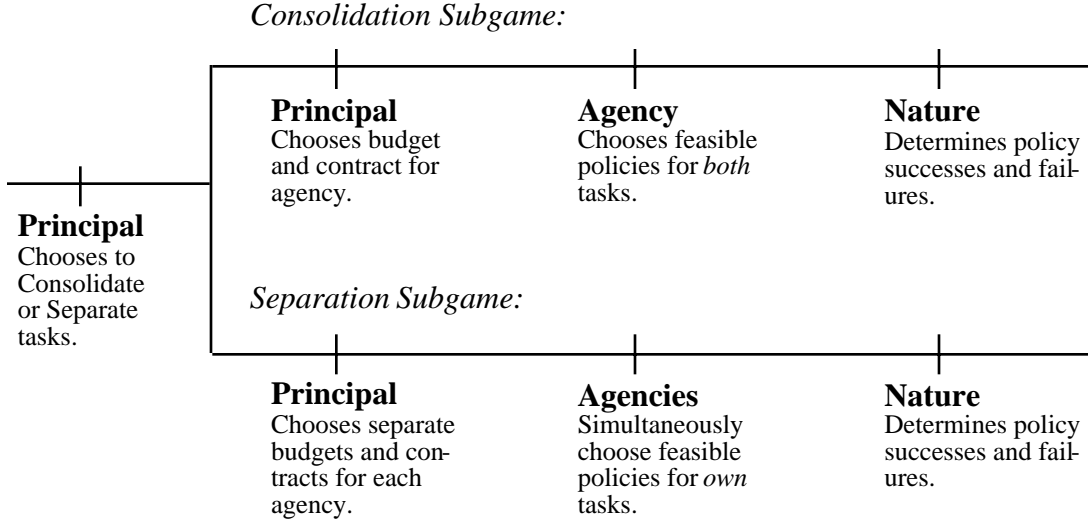 Consolidation Subgame:
Principal
Chooses budget
and contract for
agency.
Agency
Chooses feasible
policies for both
tasks.
Nature
Determines policy
successes and fail-
ures.
Principal
Chooses to
Consolidate
or Separate
tasks.
Separation Subgame:
Principal
Chooses separate
budgets and con-
tracts for each
agency.
Agencies
Simultaneously
choose feasible
policies for own
tasks.
Nature
Determines policy
successes and fail-
ures.